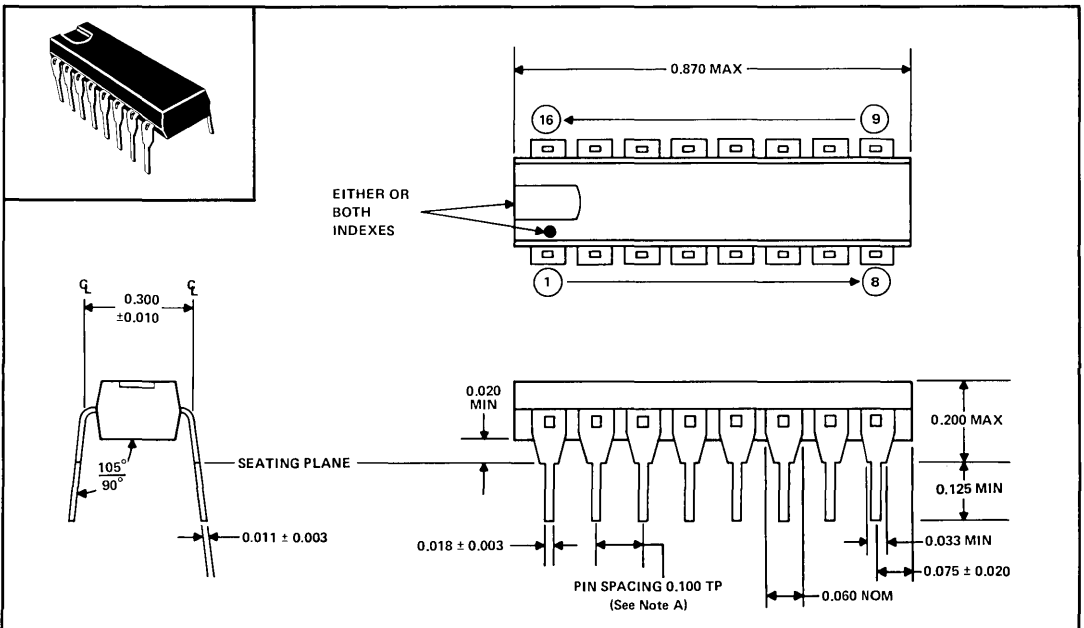 0.870 MAX
16
9
EITHER OR
BOTH
INDEXES
1
8
℄
℄
0.300
±0.010
0.020
MIN
0.200 MAX
105°
90°
SEATING PLANE
0.125 MIN
0.011 ± 0.003
0.018 ± 0.003
0.033 MIN
0.075 ± 0.020
PIN SPACING 0.100 TP
(See Note A)
0.060 NOM